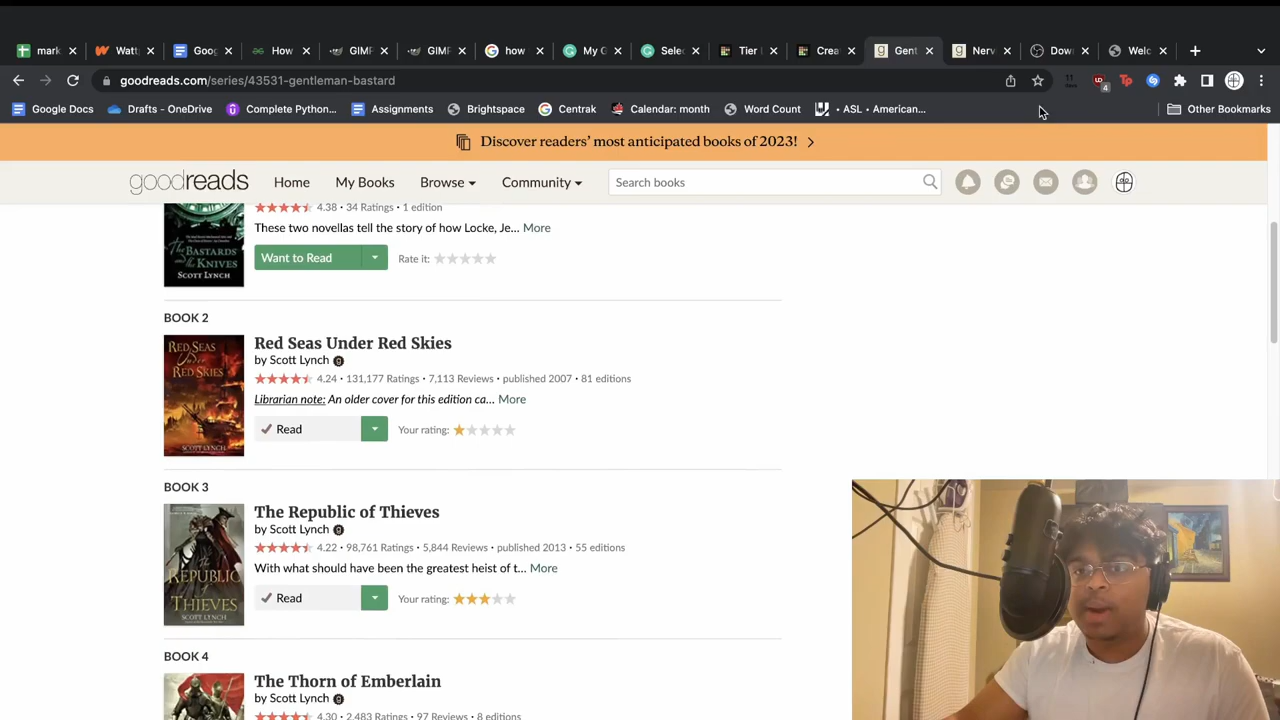 mark
Watt
Goog
How
GIMP
GIMP
how
My G
Selec
Tier L
Creat
Gent
Nerv
Dow
Welc
goodreads.com/series/43531-gentleman-bastard
11
4
Google Docs
Drafts - OneDrive
Complete Python...
Assignments
Brightspace
Centrak
Calendar: month
Word Count
• ASL • American...
Other Bookmarks
Discover readers' most anticipated books of 2023!
goodreads
Home
My Books
Browse
Community
Search books
4.38 · 34 Ratings · 1 edition
These two novellas tell the story of how Locke, Je... More
THE BASTARDS
AND THE KNIVES
SCOTT LYNCH
Want to Read
Rate it:
BOOK 2
RED SEAS
UNDER
RED SKIES
SCOTT LYNCH
Red Seas Under Red Skies
by Scott Lynch
4.24 · 131,177 Ratings · 7,113 Reviews · published 2007 · 81 editions
Librarian note: An older cover for this edition ca... More
Read
Your rating:
BOOK 3
THE
REPUBLIC
OF
THIEVES
SCOTT LYNCH
The Republic of Thieves
by Scott Lynch
4.22 · 98,761 Ratings · 5,844 Reviews · published 2013 · 55 editions
With what should have been the greatest heist of t... More
Read
Your rating:
BOOK 4
The Thorn of Emberlain
by Scott Lynch
4.30 · 2,483 Ratings · 97 Reviews · 8 editions